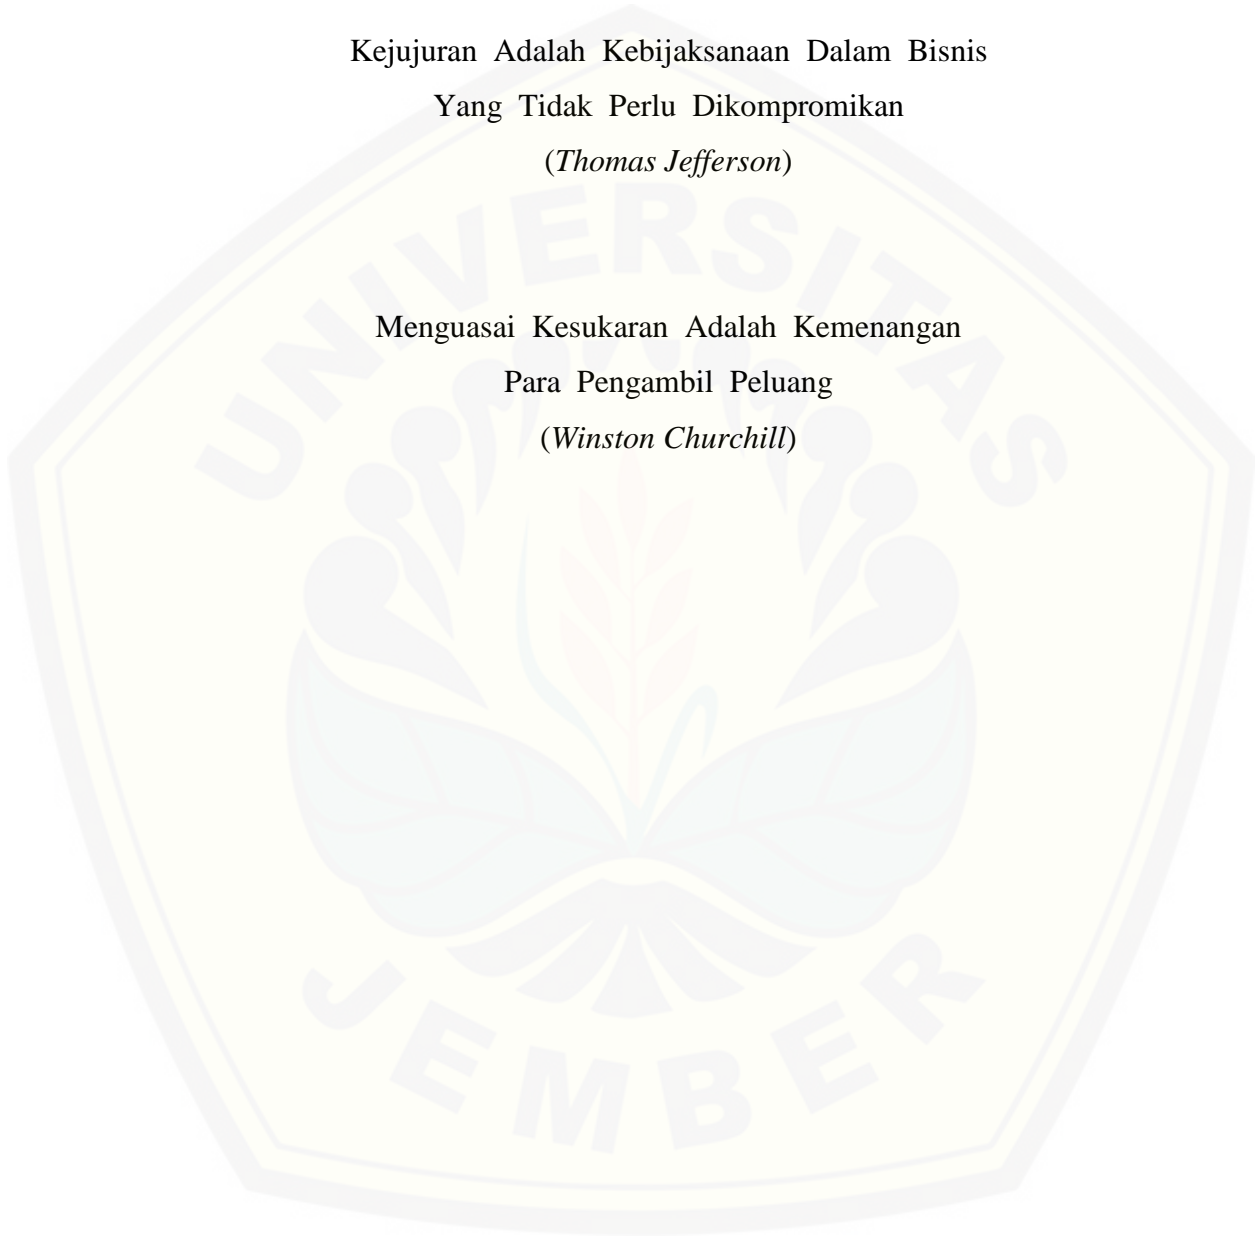 Kejujuran Adalah Kebijaksanaan Dalam Bisnis
Yang Tidak Perlu Dikompromikan
(Thomas Jefferson)
Menguasai Kesukaran Adalah Kemenangan
Para Pengambil Peluang
(Winston Churchill)
UNIVERSITAS
JEMBER